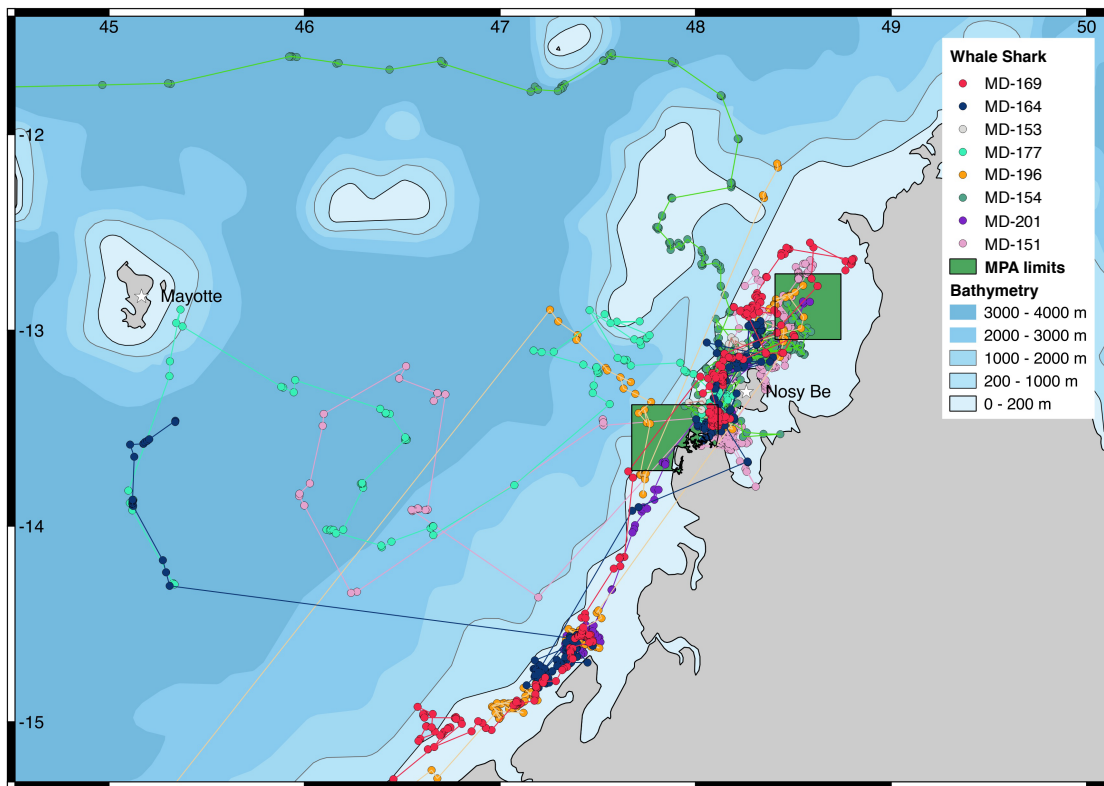 45 46 47 48 49 50
Whale Shark
MD-169
MD-164
MD-153
MD-177
MD-196
MD-154
MD-201
MD-151
MPA limits
Bathymetry
3000 - 4000 m
2000 - 3000 m
1000 - 2000 m
200 - 1000 m
0 - 200 m
-12
Mayotte
-13
Nosy Be
-14
-15